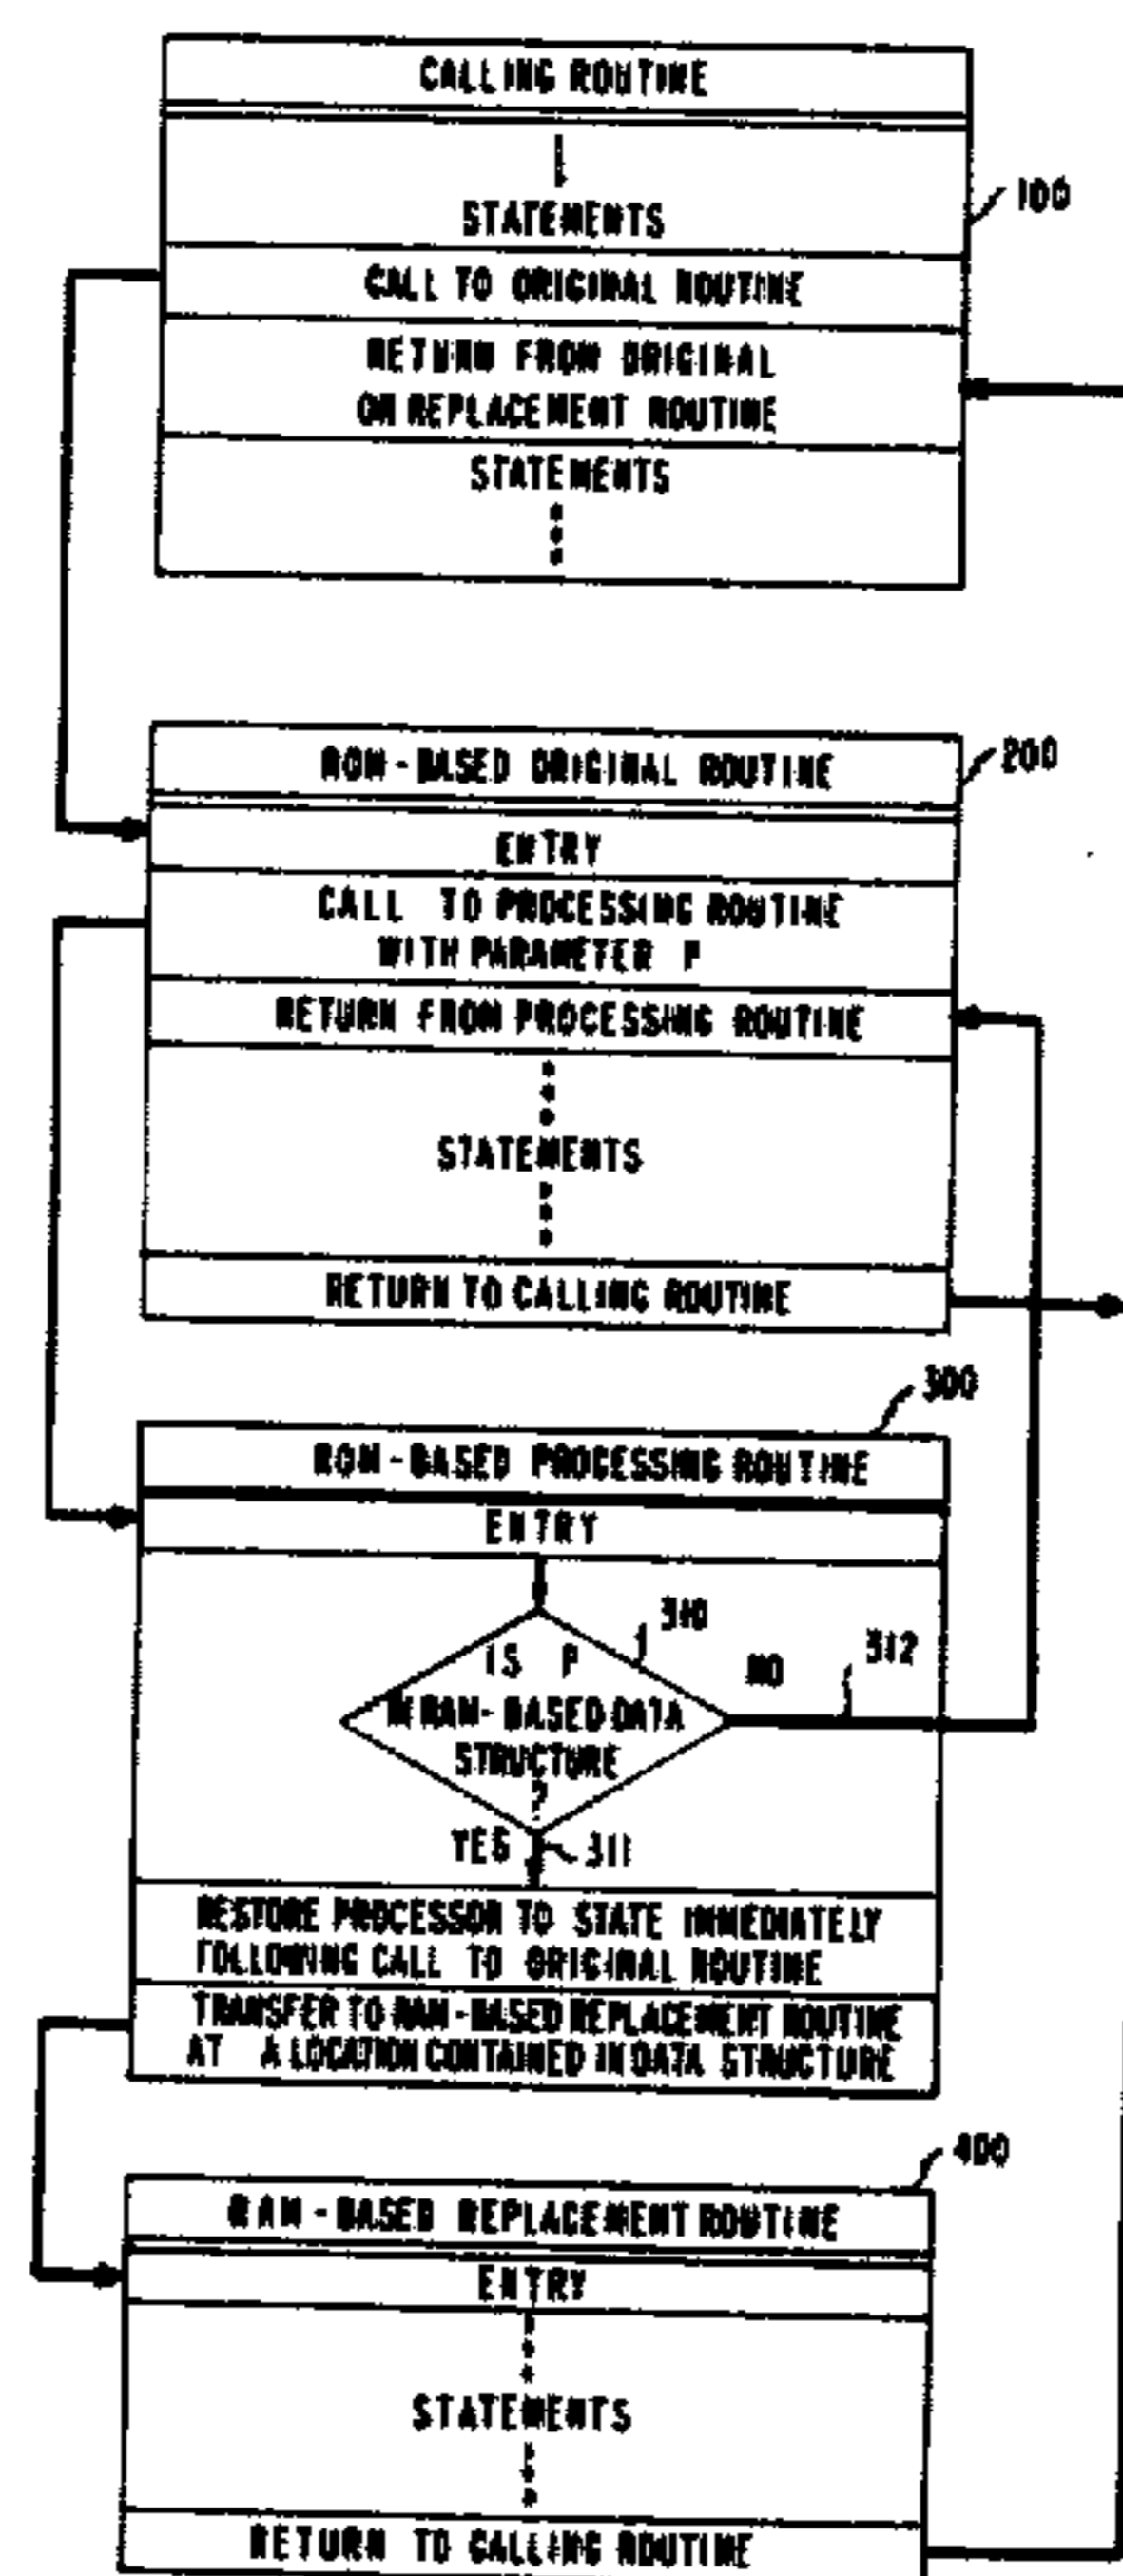 CALLING ROUTINE
100
STATEMENTS
CALL TO ORIGINAL ROUTINE
RETURN FROM ORIGINAL
OR REPLACEMENT ROUTINE
STATEMENTS
ROM-BASED ORIGINAL ROUTINE
200
ENTRY
CALL TO PROCESSING ROUTINE
WITH PARAMETER P
RETURN FROM PROCESSING ROUTINE
STATEMENTS
RETURN TO CALLING ROUTINE
300
ROM-BASED PROCESSING ROUTINE
ENTRY
310
IS P
IN RAM-BASED DATA
STRUCTURE
?
NO
312
YES
311
RESTORE PROCESSOR TO STATE IMMEDIATELY
FOLLOWING CALL TO ORIGINAL ROUTINE
TRANSFER TO RAM-BASED REPLACEMENT ROUTINE
AT A LOCATION CONTAINED IN DATA STRUCTURE
400
RAM-BASED REPLACEMENT ROUTINE
ENTRY
STATEMENTS
RETURN TO CALLING ROUTINE